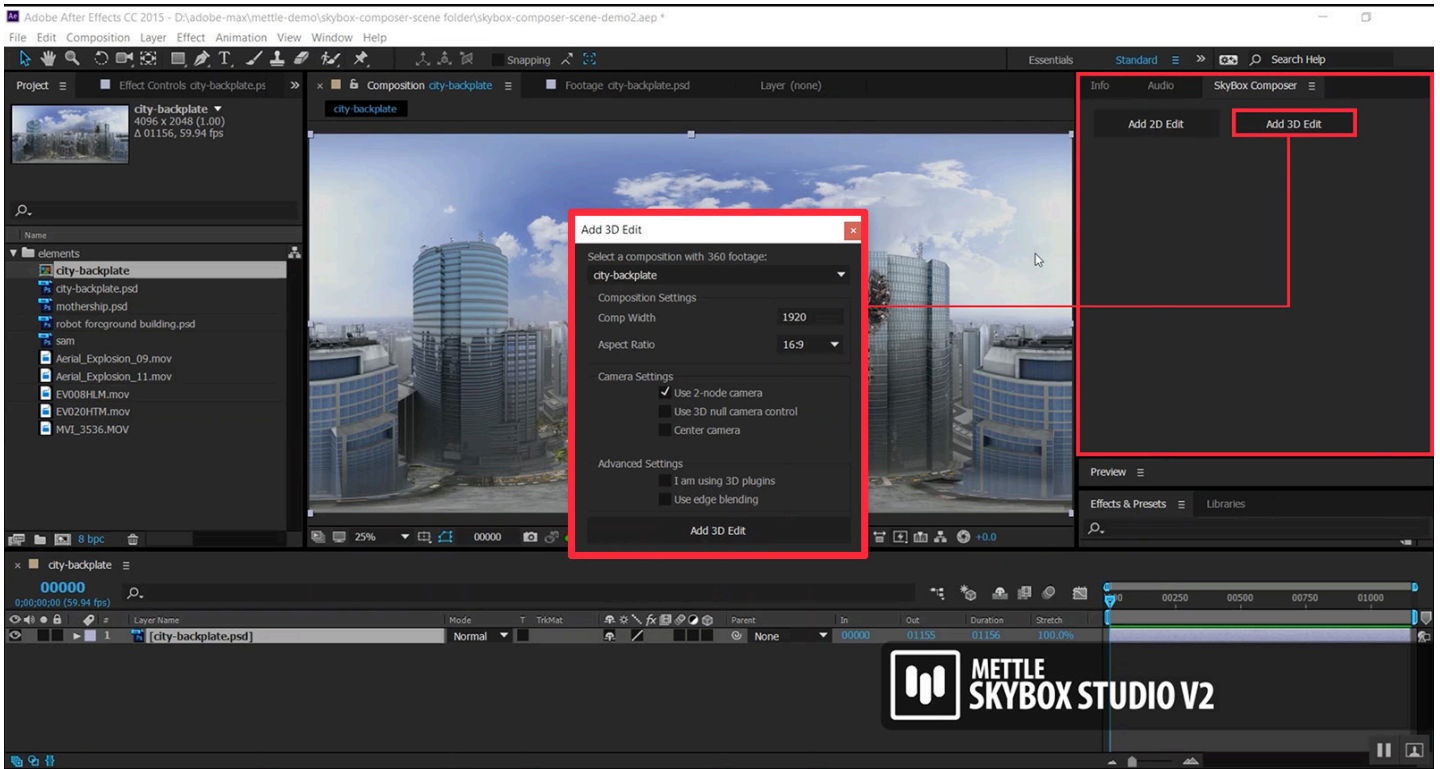 Adobe After Effects CC 2015 - D:\adobe-max\mettle-demo\skybox-composer-scene folder\skybox-composer-scene-demo2.aep *
File Edit Composition Layer Effect Animation View Window Help
Snapping
Essentials Standard Search Help
Project Effect Controls city-backplate.ps
Composition city-backplate Footage city-backplate.psd Layer (none)
Info Audio SkyBox Composer
city-backplate
4096 x 2048 (1.00)
Δ 01156, 59.94 fps
city-backplate
Add 2D Edit Add 3D Edit
Name
elements
city-backplate
city-backplate.psd
mothership.psd
robot forcground building.psd
sam
Aerial_Explosion_09.mov
Aerial_Explosion_11.mov
EV008HLM.mov
EV020HTM.mov
MVI_3536.MOV
Add 3D Edit
Select a composition with 360 footage:
city-backplate
Composition Settings
Comp Width 1920
Aspect Ratio 16:9
Camera Settings
Use 2-node camera
Use 3D null camera control
Center camera
Advanced Settings
I am using 3D plugins
Use edge blending
Add 3D Edit
Preview
Effects & Presets Libraries
8 bpc
25% 00000 +0.0
city-backplate
00000
0;00;00;00 (59.94 fps)
00250 00500 00750 01000
# Layer Name Mode T TrkMat Parent In Out Duration Stretch
1 [city-backplate.psd] Normal None 00000 01155 01156 100.0%
METTLE
SKYBOX STUDIO V2